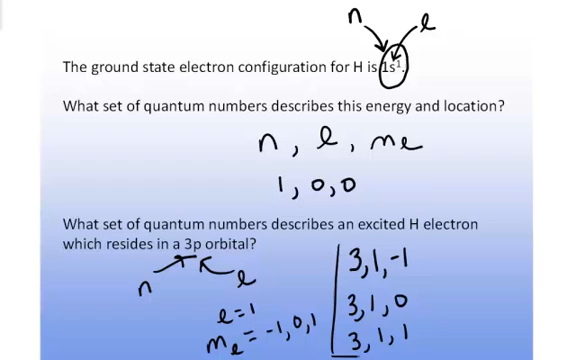 n l
The ground state electron configuration for H is 1s¹.
What set of quantum numbers describes this energy and location?
n, l, mₗ
1, 0, 0
What set of quantum numbers describes an excited H electron
which resides in a 3p orbital?
n l
l = 1
mₗ = -1, 0, 1
3, 1, -1
3, 1, 0
3, 1, 1